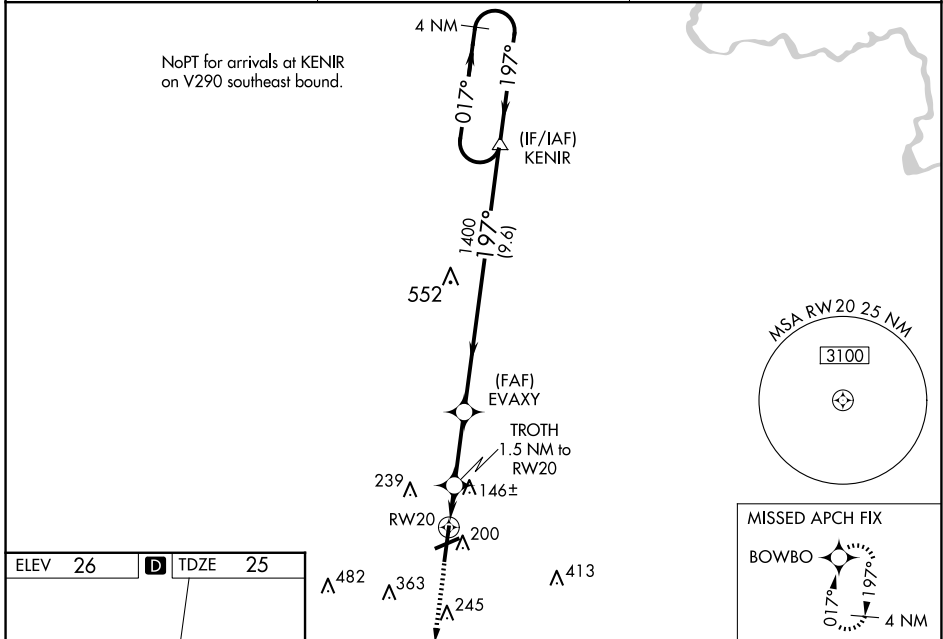 4 NM
NoPT for arrivals at KENIR
on V290 southeast bound.
017°
197°
(IF/IAF)
KENIR
1400
197°
(9.6)
552
MSA RW20 25 NM
3100
(FAF)
EVAXY
TROTH
1.5 NM to
RW20
239
146±
RW20
200
MISSED APCH FIX
BOWBO
017°
197°
4 NM
ELEV 26
D
TDZE 25
482
363
413
245